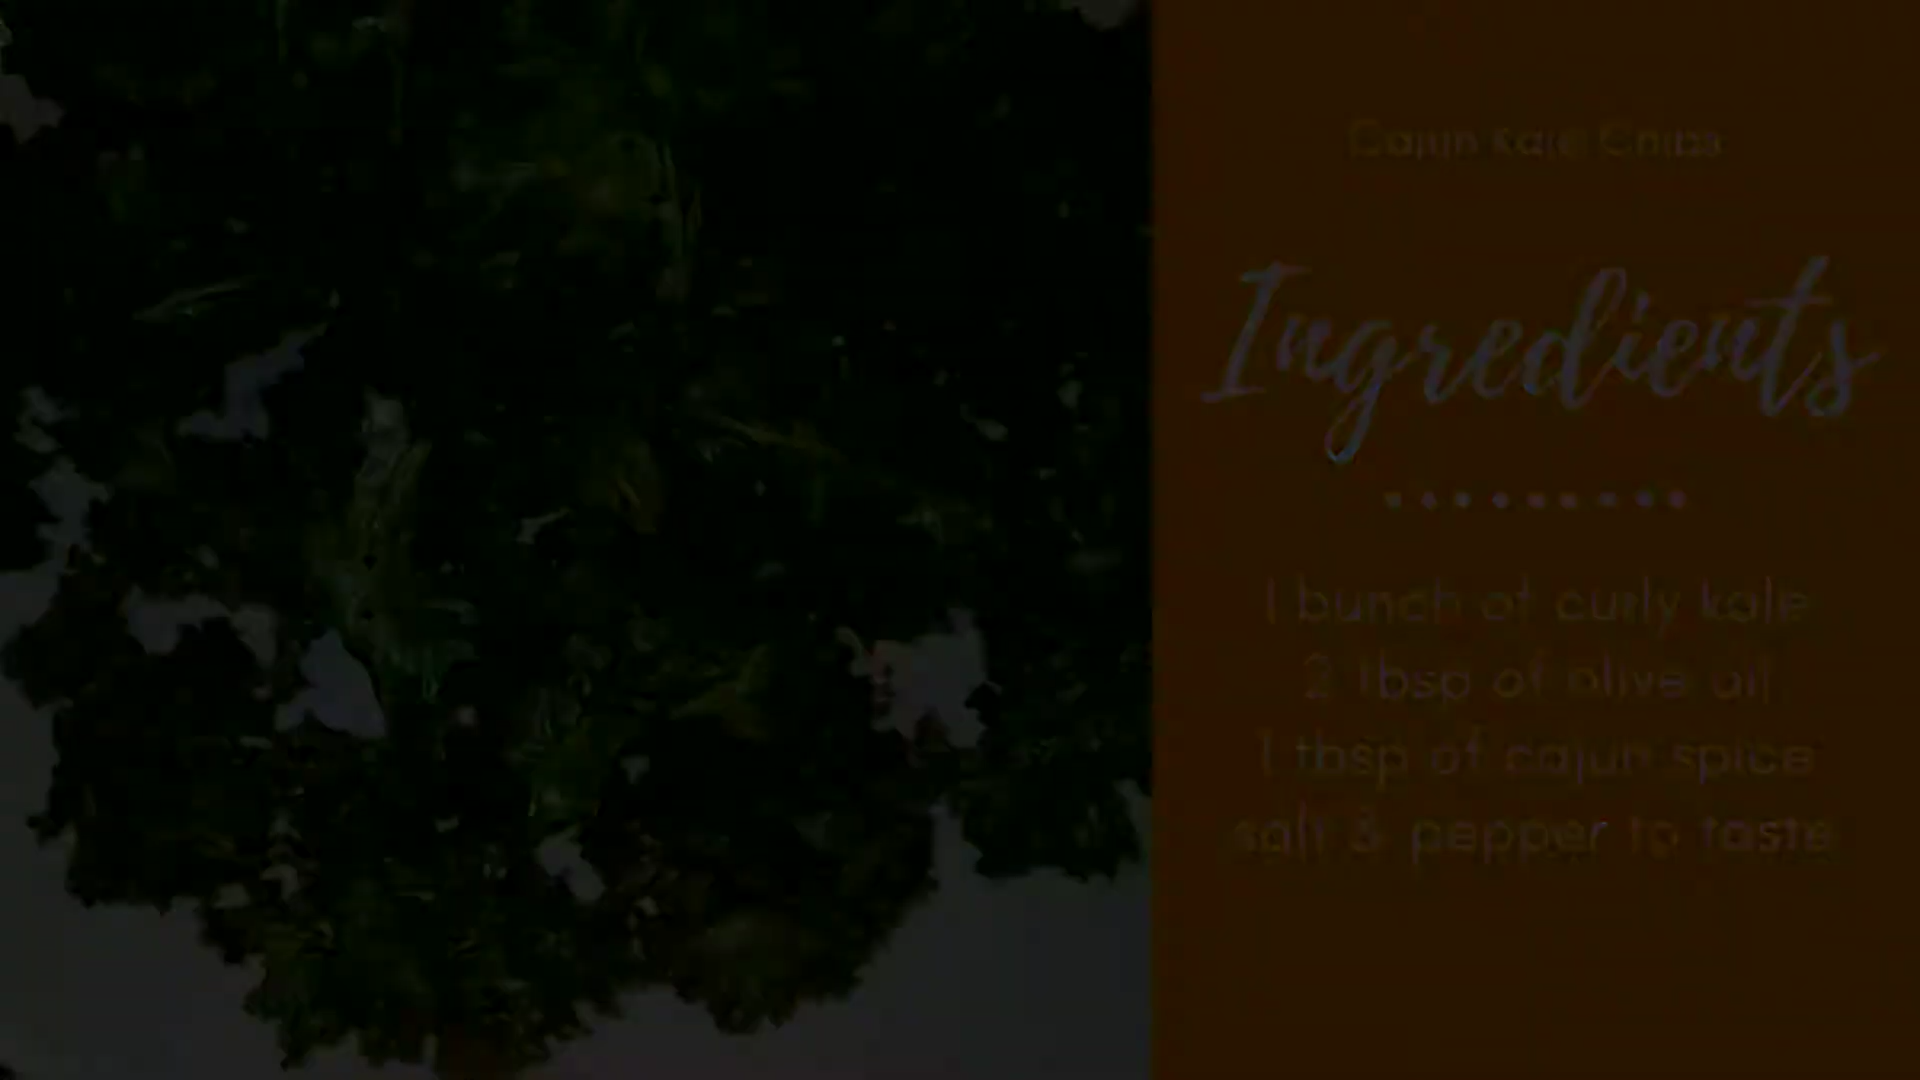 Cajun Kale Chips
Ingredients
1 bunch of curly kale
2 tbsp of olive oil
1 tbsp of cajun spice
salt & pepper to taste